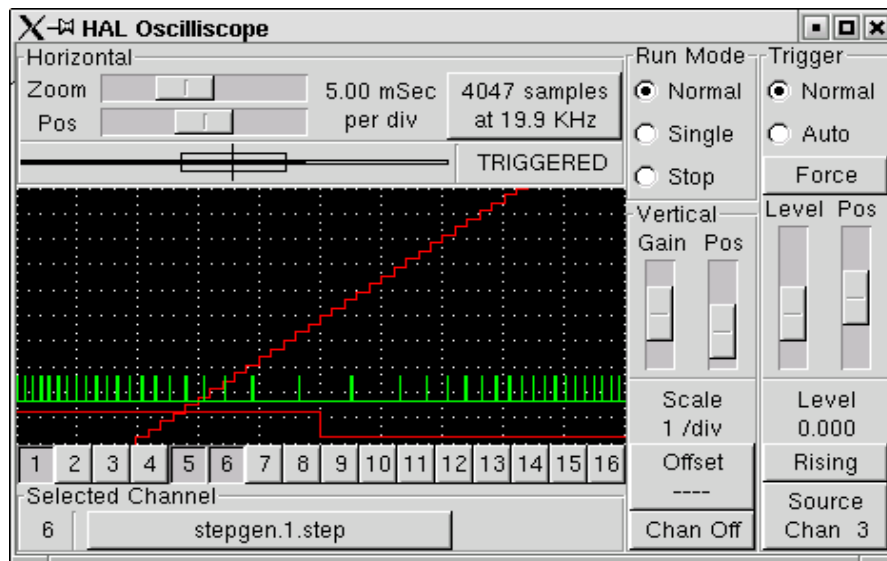 HAL Oscilliscope
Horizontal
Zoom
Pos
5.00 mSec
per div
4047 samples
at 19.9 KHz
TRIGGERED
Run Mode
Normal
Single
Stop
Trigger
Normal
Auto
Force
Vertical
Gain Pos
Level Pos
Scale
1 /div
Offset
----
Chan Off
Level
0.000
Rising
Source
Chan 3
1 2 3 4 5 6 7 8 9 10 11 12 13 14 15 16
Selected Channel
6
stepgen.1.step